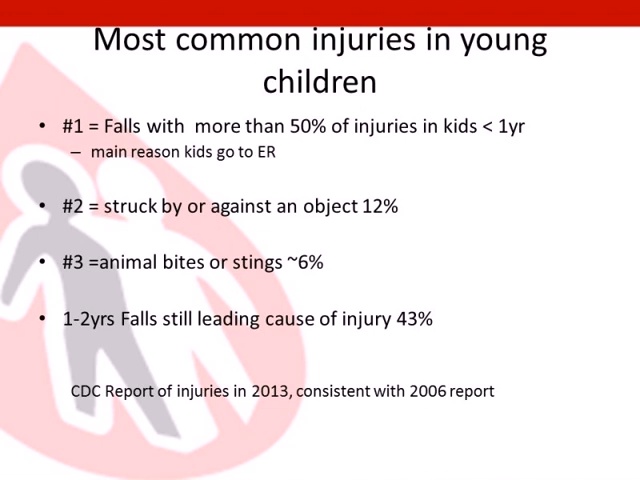 Most common injuries in young
children
• #1 = Falls with  more than 50% of injuries in kids < 1yr
– main reason kids go to ER
• #2 = struck by or against an object 12%
• #3 =animal bites or stings ~6%
• 1-2yrs Falls still leading cause of injury 43%
CDC Report of injuries in 2013, consistent with 2006 report